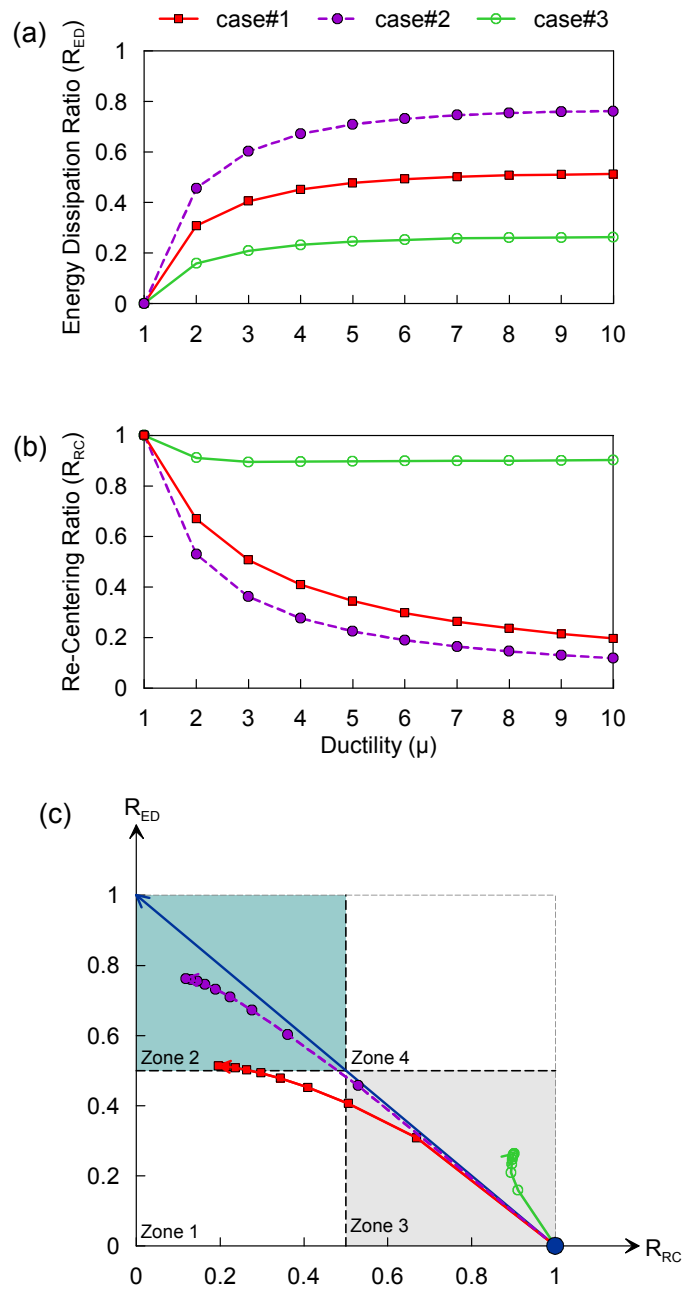 case#1 case#2 case#3
(a)
Energy Dissipation Ratio (R_ED)
1
0.8
0.6
0.4
0.2
0
1 2 3 4 5 6 7 8 9 10
(b)
Re-Centering Ratio (R_RC)
1
0.8
0.6
0.4
0.2
0
1 2 3 4 5 6 7 8 9 10
Ductility (μ)
(c)
R_ED
1
0.8
0.6
Zone 2 Zone 4
0.4
0.2
Zone 1 Zone 3
0
R_RC
0 0.2 0.4 0.6 0.8 1